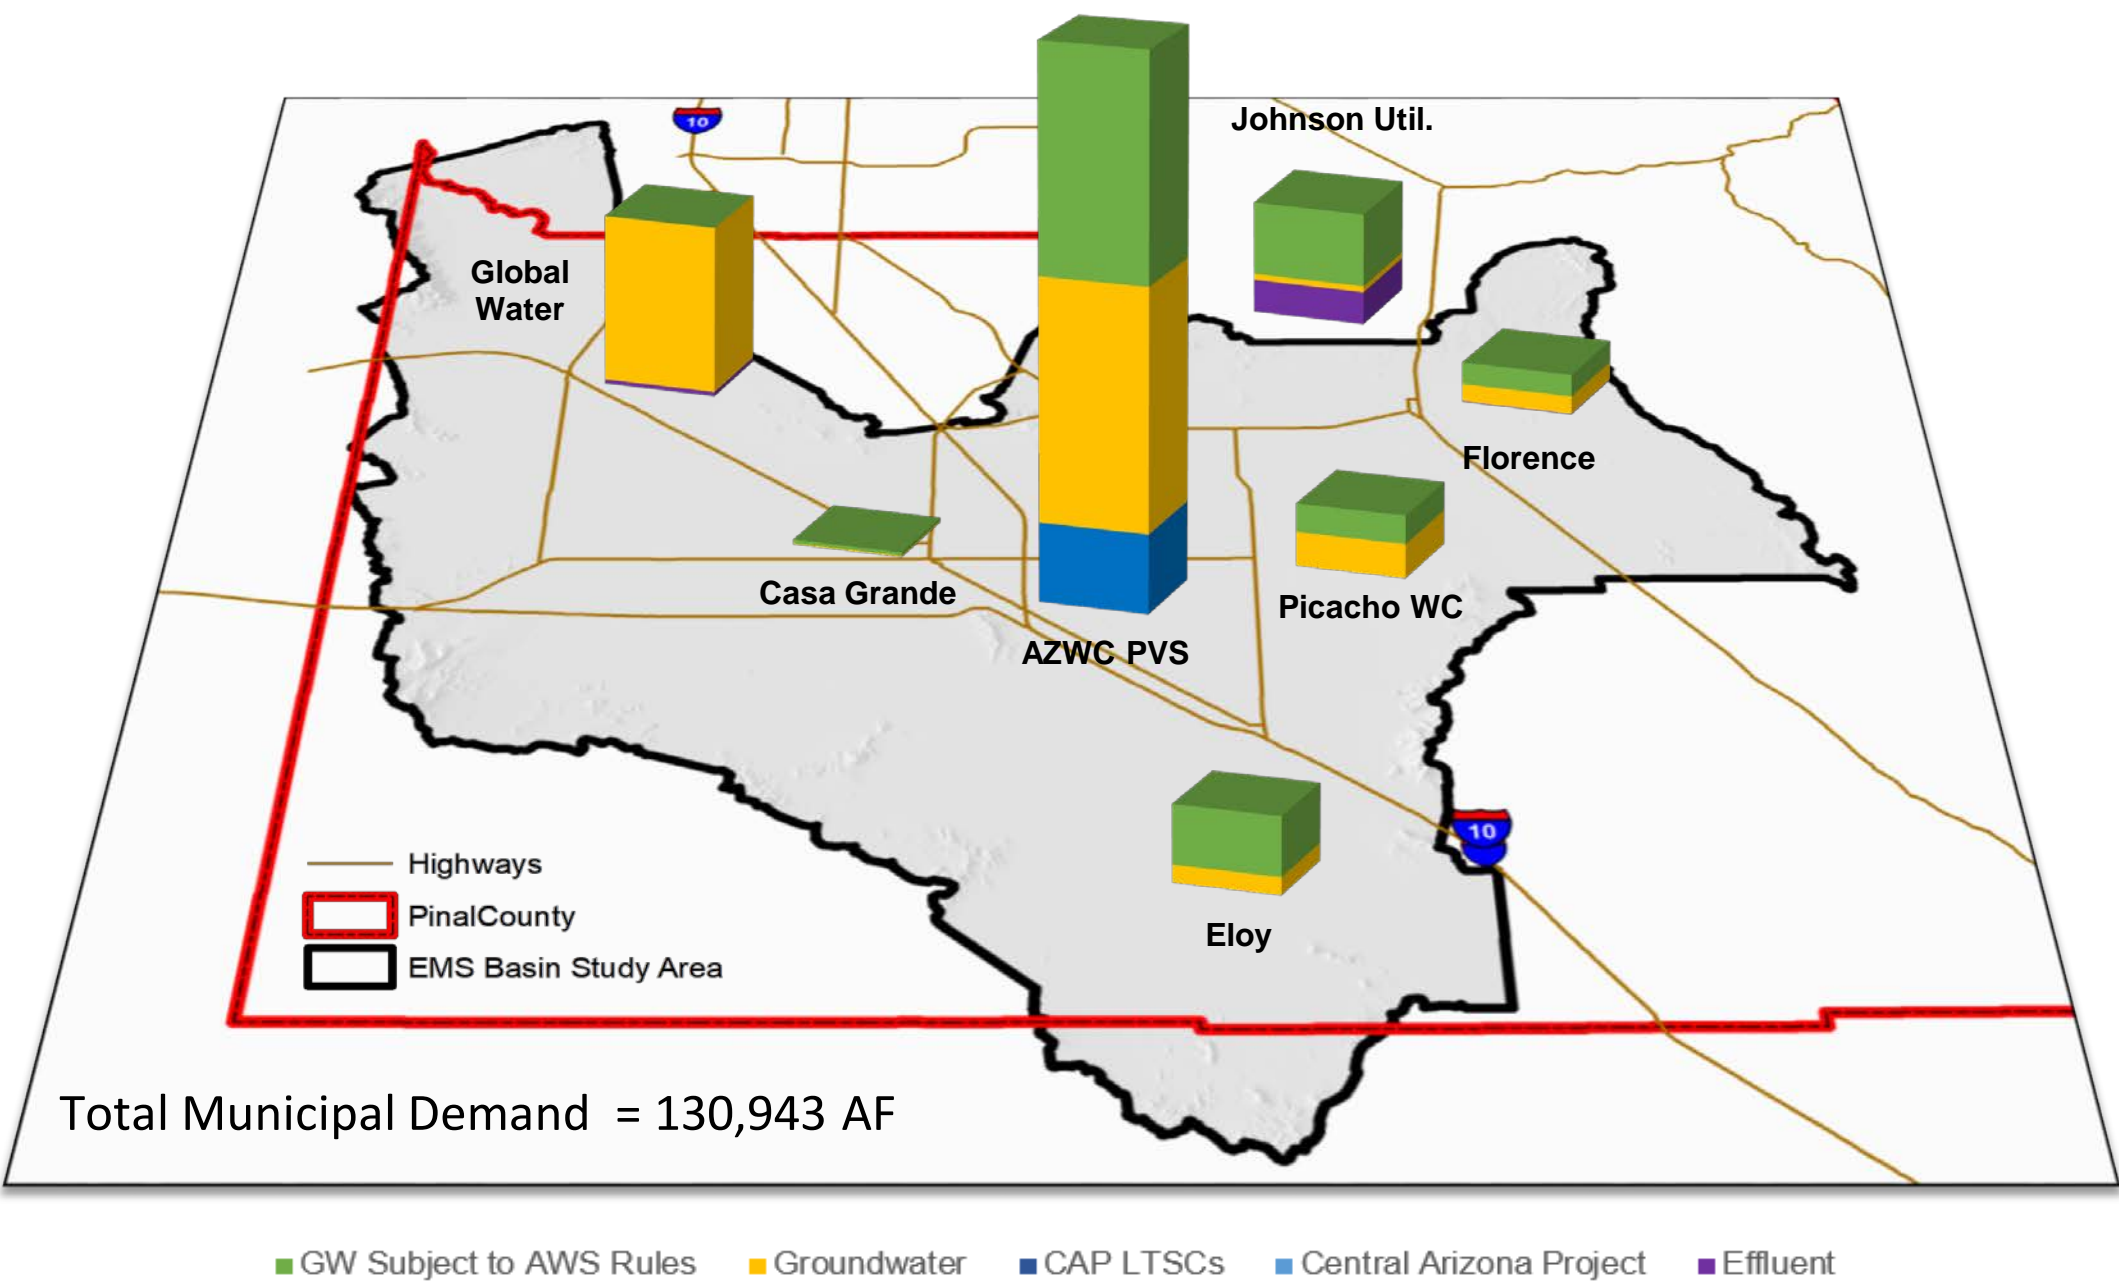 10
Johnson Util.
Global
Water
Florence
Casa Grande
Picacho WC
AZWC PVS
10
Highways
PinalCounty
EMS Basin Study Area
Eloy
Total Municipal Demand = 130,943 AF
GW Subject to AWS Rules Groundwater CAP LTSCs Central Arizona Project Effluent